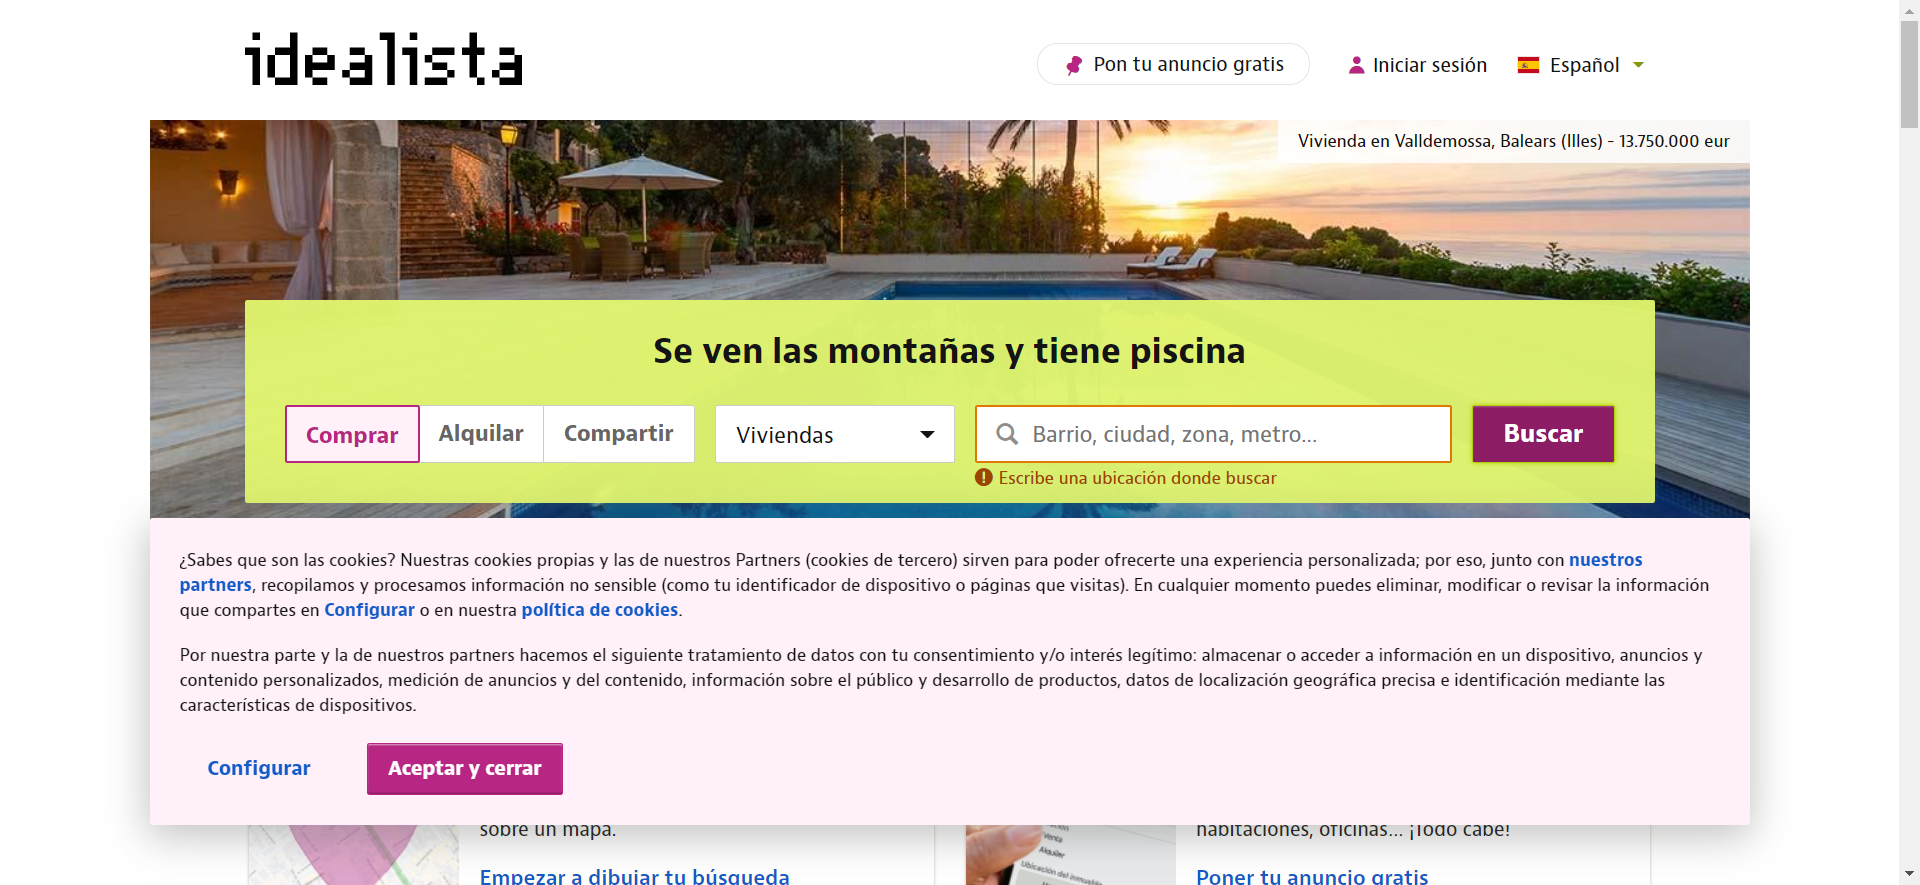 idealista
Pon tu anuncio gratis
Iniciar sesión
Español
Vivienda en Valldemossa, Balears (Illes) - 13.750.000 eur
Se ven las montañas y tiene piscina
Comprar
Alquilar
Compartir
Viviendas
Barrio, ciudad, zona, metro...
Buscar
Escribe una ubicación donde buscar
¿Sabes que son las cookies? Nuestras cookies propias y las de nuestros Partners (cookies de tercero) sirven para poder ofrecerte una experiencia personalizada; por eso, junto con nuestros
partners, recopilamos y procesamos información no sensible (como tu identificador de dispositivo o páginas que visitas). En cualquier momento puedes eliminar, modificar o revisar la información
que compartes en Configurar o en nuestra política de cookies.
Por nuestra parte y la de nuestros partners hacemos el siguiente tratamiento de datos con tu consentimiento y/o interés legítimo: almacenar o acceder a información en un dispositivo, anuncios y
contenido personalizados, medición de anuncios y del contenido, información sobre el público y desarrollo de productos, datos de localización geográfica precisa e identificación mediante las
características de dispositivos.
Configurar
Aceptar y cerrar
sobre un mapa.
Empezar a dibujar tu búsqueda
Venta
Alquiler
Ubicación del inmueble
habitaciones, oficinas... ¡Todo cabe!
Poner tu anuncio gratis